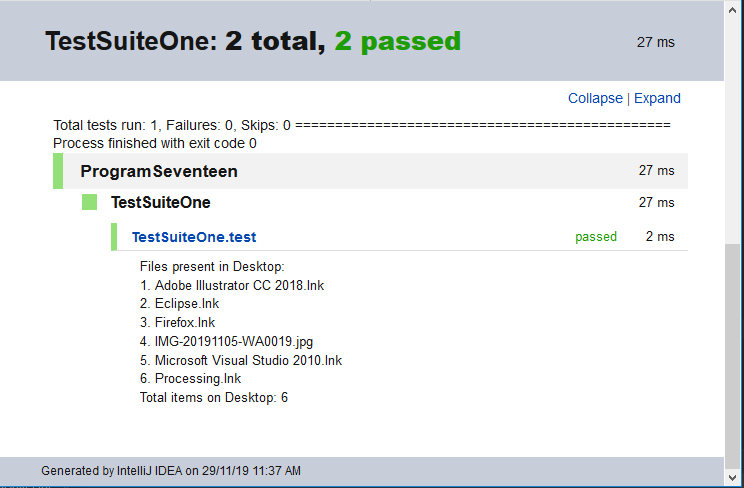 TestSuiteOne: 2 total, 2 passed
27 ms
Collapse | Expand
Total tests run: 1, Failures: 0, Skips: 0 ===============================================
Process finished with exit code 0
ProgramSeventeen 27 ms
TestSuiteOne 27 ms
TestSuiteOne.test passed 2 ms
Files present in Desktop:
1. Adobe Illustrator CC 2018.lnk
2. Eclipse.lnk
3. Firefox.lnk
4. IMG-20191105-WA0019.jpg
5. Microsoft Visual Studio 2010.lnk
6. Processing.lnk
Total items on Desktop: 6
Generated by IntelliJ IDEA on 29/11/19 11:37 AM